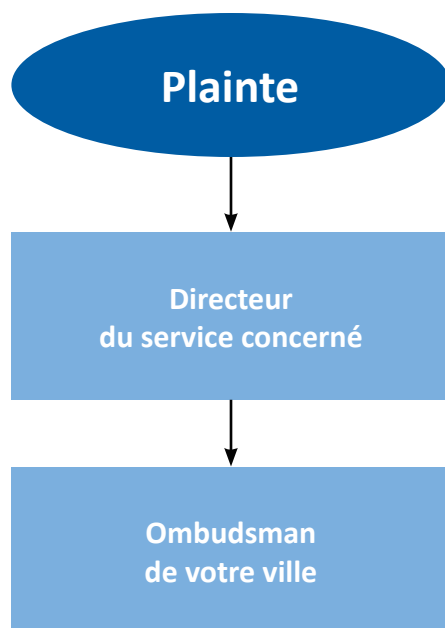 Plainte
Directeur
du service concerné
Ombudsman
de votre ville